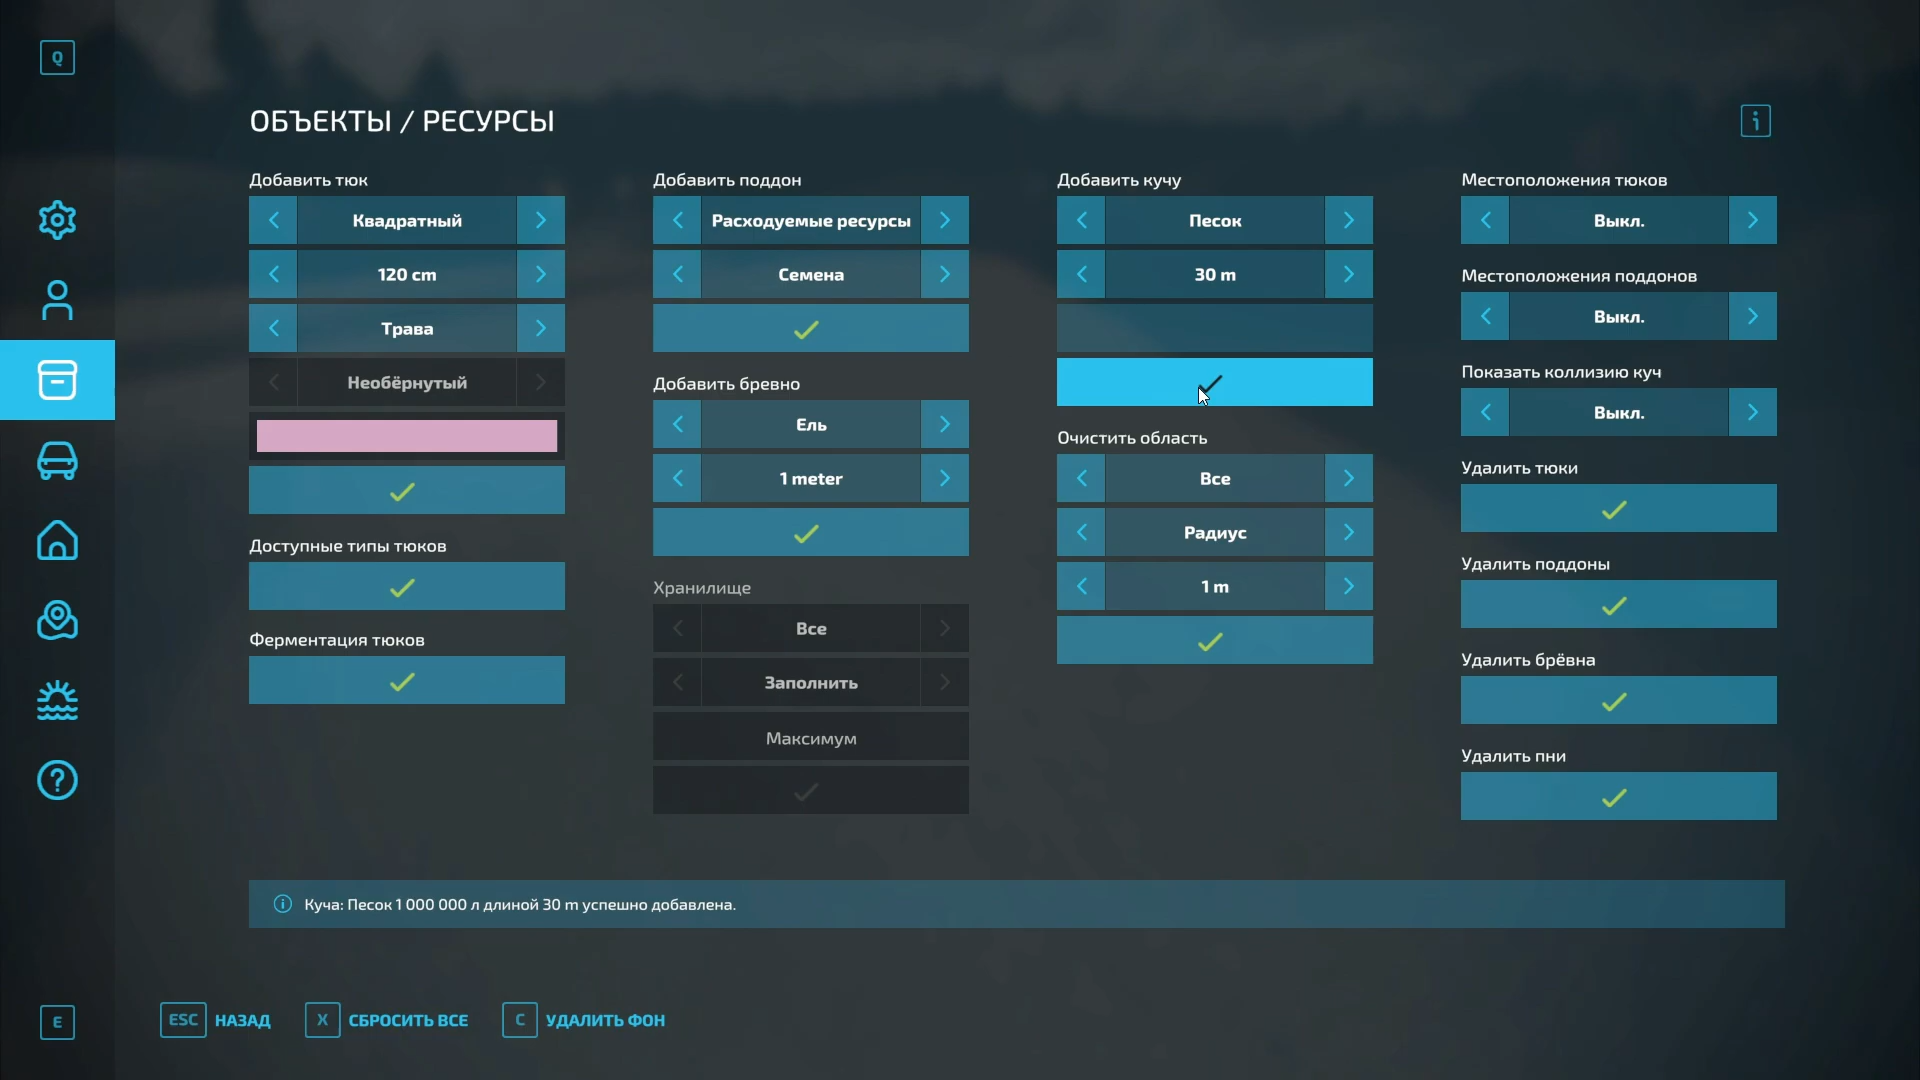 Q
ОБЪЕКТЫ / РЕСУРСЫ
i
Добавить тюк
Квадратный
120 cm
Трава
Необёрнутый
Доступные типы тюков
Ферментация тюков
Добавить поддон
Расходуемые ресурсы
Семена
Добавить бревно
Ель
1 meter
Хранилище
Все
Заполнить
Максимум
Добавить кучу
Песок
30 m
Очистить область
Все
Радиус
1 m
Местоположения тюков
Выкл.
Местоположения поддонов
Выкл.
Показать коллизию куч
Выкл.
Удалить тюки
Удалить поддоны
Удалить брёвна
Удалить пни
Куча: Песок 1 000 000 л длиной 30 m успешно добавлена.
E
ESC НАЗАД X СБРОСИТЬ ВСЕ C УДАЛИТЬ ФОН